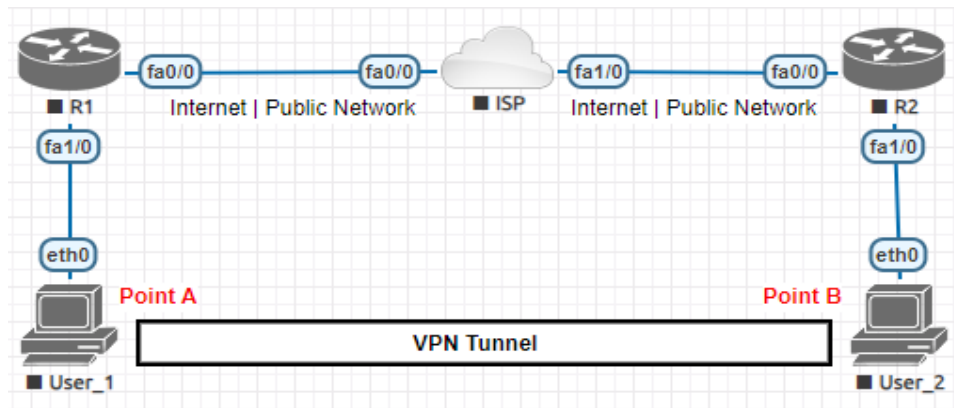 fa0/0
fa0/0
fa1/0
fa0/0
R1
Internet | Public Network
ISP
Internet | Public Network
R2
fa1/0
fa1/0
eth0
eth0
Point A
Point B
VPN Tunnel
User_1
User_2